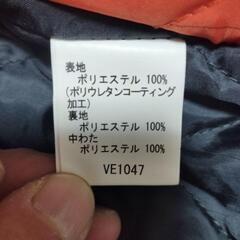 表地
ポリエステル 100%
(ポリウレタンコーティング
加工)
裏地
ポリエステル 100%
中わた
ポリエステル 100%
VE1047